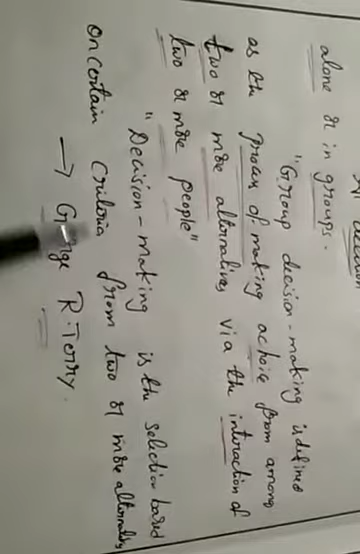 A decision
alone or in groups.
"Group decision-making is defined
as the process of making a choice from among
two or more alternatives via the interaction of
two or more people"
"Decision-making is the selection based
on certain criteria from two or more alternatives
→ George R. Terry.